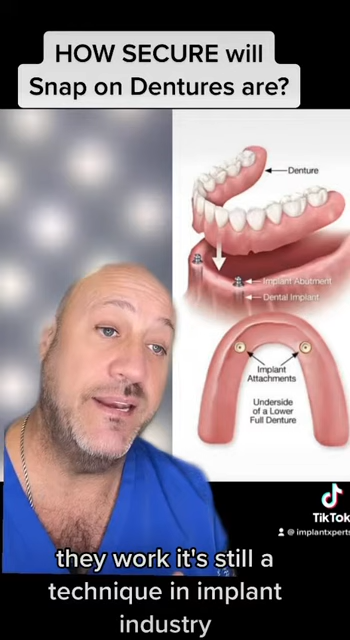 HOW SECURE will
Snap on Dentures are?
Denture
Implant Abutment
Dental Implant
Implant
Attachments
Underside
of a Lower
Full Denture
TikTok
@ implantxperts
they work it's still a
technique in implant
industry